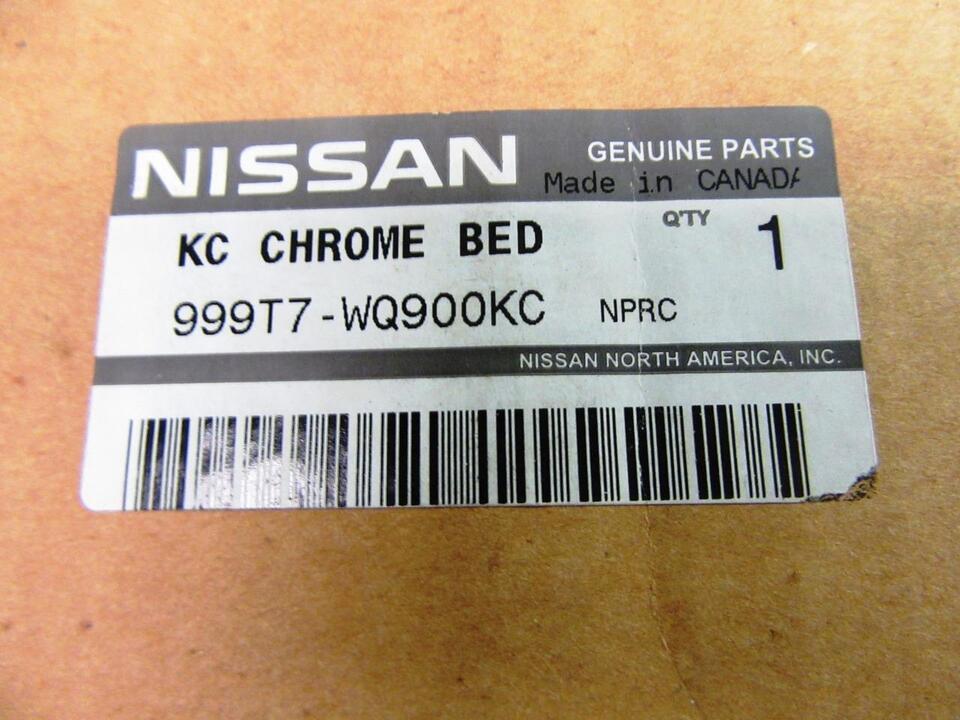 NISSAN GENUINE PARTS
Made in CANADA
KC CHROME BED QTY 1
999T7-WQ900KC NPRC
NISSAN NORTH AMERICA, INC.